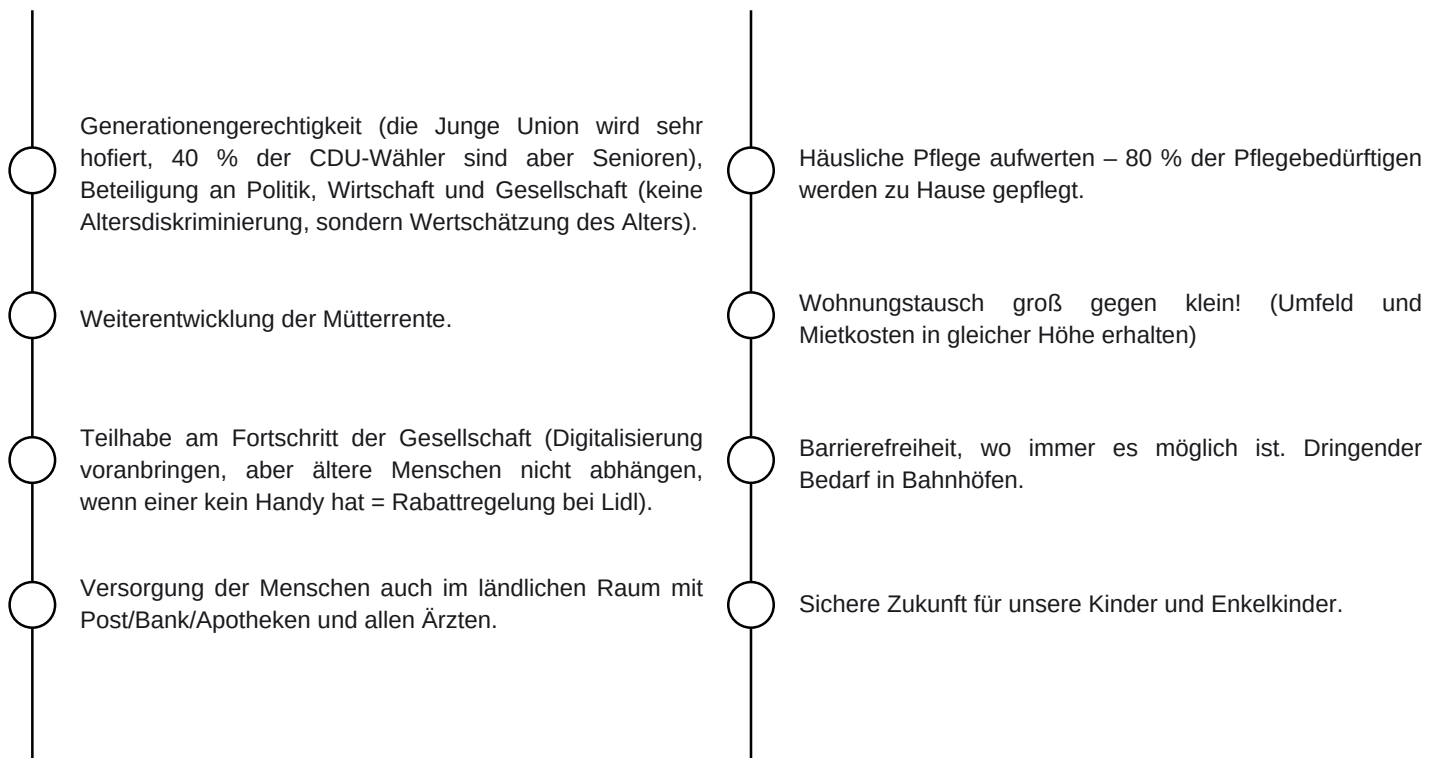 Generationengerechtigkeit (die Junge Union wird sehr
hofiert, 40 % der CDU-Wähler sind aber Senioren),
Beteiligung an Politik, Wirtschaft und Gesellschaft (keine
Altersdiskriminierung, sondern Wertschätzung des Alters).
Weiterentwicklung der Mütterrente.
Teilhabe am Fortschritt der Gesellschaft (Digitalisierung
voranbringen, aber ältere Menschen nicht abhängen,
wenn einer kein Handy hat = Rabattregelung bei Lidl).
Versorgung der Menschen auch im ländlichen Raum mit
Post/Bank/Apotheken und allen Ärzten.
Häusliche Pflege aufwerten – 80 % der Pflegebedürftigen
werden zu Hause gepflegt.
Wohnungstausch groß gegen klein! (Umfeld und
Mietkosten in gleicher Höhe erhalten)
Barrierefreiheit, wo immer es möglich ist. Dringender
Bedarf in Bahnhöfen.
Sichere Zukunft für unsere Kinder und Enkelkinder.